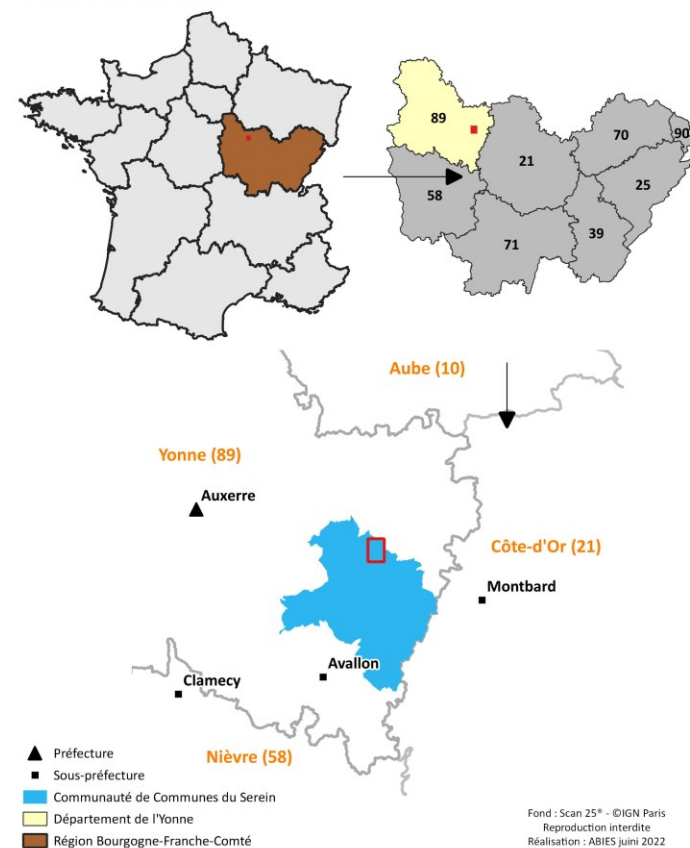 89
70
90
21
25
58
39
71
Aube (10)
Yonne (89)
Auxerre
Côte-d'Or (21)
Montbard
Avallon
Clamecy
Nièvre (58)
Préfecture
Sous-préfecture
Communauté de Communes du Serein
Département de l'Yonne
Région Bourgogne-Franche-Comté
Fond : Scan 25® - ©IGN Paris
Reproduction interdite
Réalisation : ABIES juini 2022